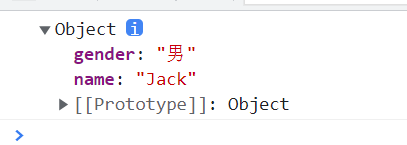 Object i
gender: "男"
name: "Jack"
[[Prototype]]: Object